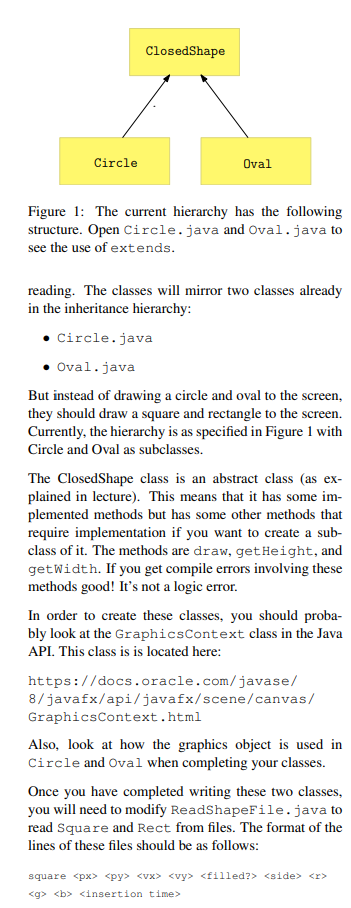 ClosedShape
Circle
Oval
Figure 1: The current hierarchy has the following
structure. Open Circle.java and Oval.java to
see the use of extends.
reading. The classes will mirror two classes already
in the inheritance hierarchy:
• Circle.java
• Oval.java
But instead of drawing a circle and oval to the screen,
they should draw a square and rectangle to the screen.
Currently, the hierarchy is as specified in Figure 1 with
Circle and Oval as subclasses.
The ClosedShape class is an abstract class (as ex-
plained in lecture). This means that it has some im-
plemented methods but has some other methods that
require implementation if you want to create a sub-
class of it. The methods are draw, getHeight, and
getWidth. If you get compile errors involving these
methods good! It's not a logic error.
In order to create these classes, you should proba-
bly look at the GraphicsContext class in the Java
API. This class is is located here:
https://docs.oracle.com/javase/
8/javafx/api/javafx/scene/canvas/
GraphicsContext.html
Also, look at how the graphics object is used in
Circle and Oval when completing your classes.
Once you have completed writing these two classes,
you will need to modify ReadShapeFile.java to
read Square and Rect from files. The format of the
lines of these files should be as follows:
square <px> <py> <vx> <vy> <filled?> <side> <r>
<g> <b> <insertion time>